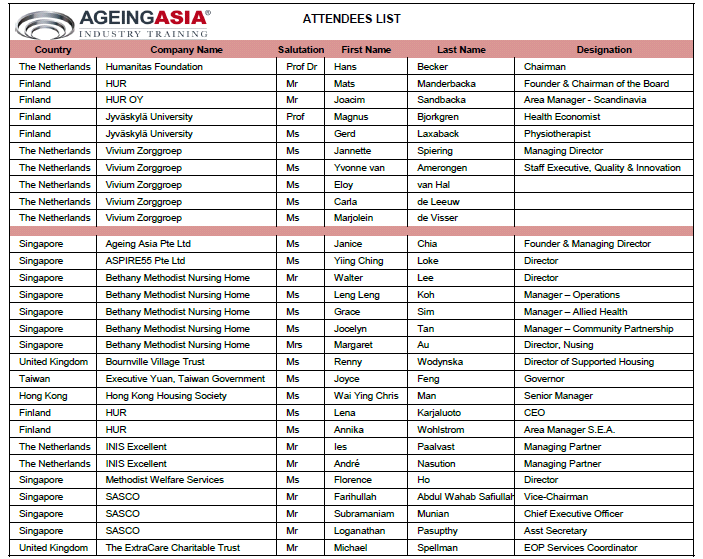 AGEINGASIA® ATTENDEES LIST
INDUSTRY TRAINING
Country Company Name Salutation First Name Last Name Designation
The Netherlands Humanitas Foundation Prof Dr Hans Becker Chairman
Finland HUR Mr Mats Manderbacka Founder & Chairman of the Board
Finland HUR OY Mr Joacim Sandbacka Area Manager - Scandinavia
Finland Jyväskylä University Prof Magnus Bjorkgren Health Economist
Finland Jyväskylä University Ms Gerd Laxaback Physiotherapist
The Netherlands Vivium Zorggroep Ms Jannette Spiering Managing Director
The Netherlands Vivium Zorggroep Ms Yvonne van Amerongen Staff Executive, Quality & Innovation
The Netherlands Vivium Zorggroep Ms Eloy van Hal
The Netherlands Vivium Zorggroep Ms Carla de Leeuw
The Netherlands Vivium Zorggroep Ms Marjolein de Visser
Singapore Ageing Asia Pte Ltd Ms Janice Chia Founder & Managing Director
Singapore ASPIRE55 Pte Ltd Ms Yiing Ching Loke Director
Singapore Bethany Methodist Nursing Home Mr Walter Lee Director
Singapore Bethany Methodist Nursing Home Ms Leng Leng Koh Manager – Operations
Singapore Bethany Methodist Nursing Home Ms Grace Sim Manager – Allied Health
Singapore Bethany Methodist Nursing Home Ms Jocelyn Tan Manager – Community Partnership
Singapore Bethany Methodist Nursing Home Mrs Margaret Au Director, Nusing
United Kingdom Bournville Village Trust Ms Renny Wodynska Director of Supported Housing
Taiwan Executive Yuan, Taiwan Government Ms Joyce Feng Governor
Hong Kong Hong Kong Housing Society Ms Wai Ying Chris Man Senior Manager
Finland HUR Ms Lena Karjaluoto CEO
Finland HUR Ms Annika Wohlstrom Area Manager S.E.A.
The Netherlands INIS Excellent Mr Ies Paalvast Managing Partner
The Netherlands INIS Excellent Mr André Nasution Managing Partner
Singapore Methodist Welfare Services Ms Florence Ho Director
Singapore SASCO Mr Farihullah Abdul Wahab Safiullah Vice-Chairman
Singapore SASCO Mr Subramaniam Munian Chief Executive Officer
Singapore SASCO Mr Loganathan Pasupthy Asst Secretary
United Kingdom The ExtraCare Charitable Trust Mr Michael Spellman EOP Services Coordinator